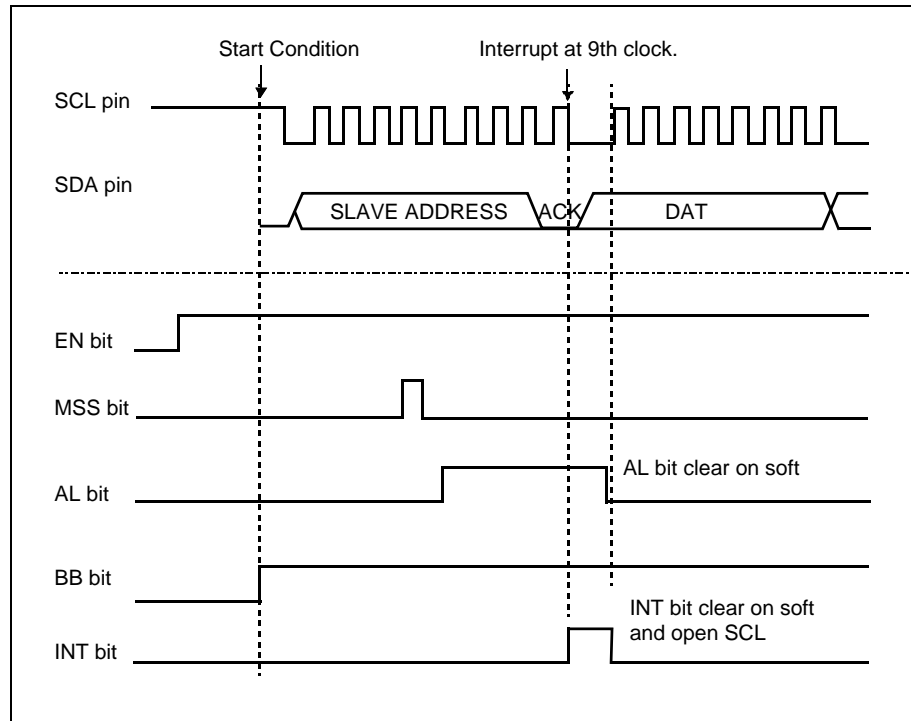 Start Condition
Interrupt at 9th clock.
SCL pin
SDA pin
SLAVE ADDRESS
ACK
DAT
EN bit
MSS bit
AL bit clear on soft
AL bit
BB bit
INT bit clear on soft
and open SCL
INT bit